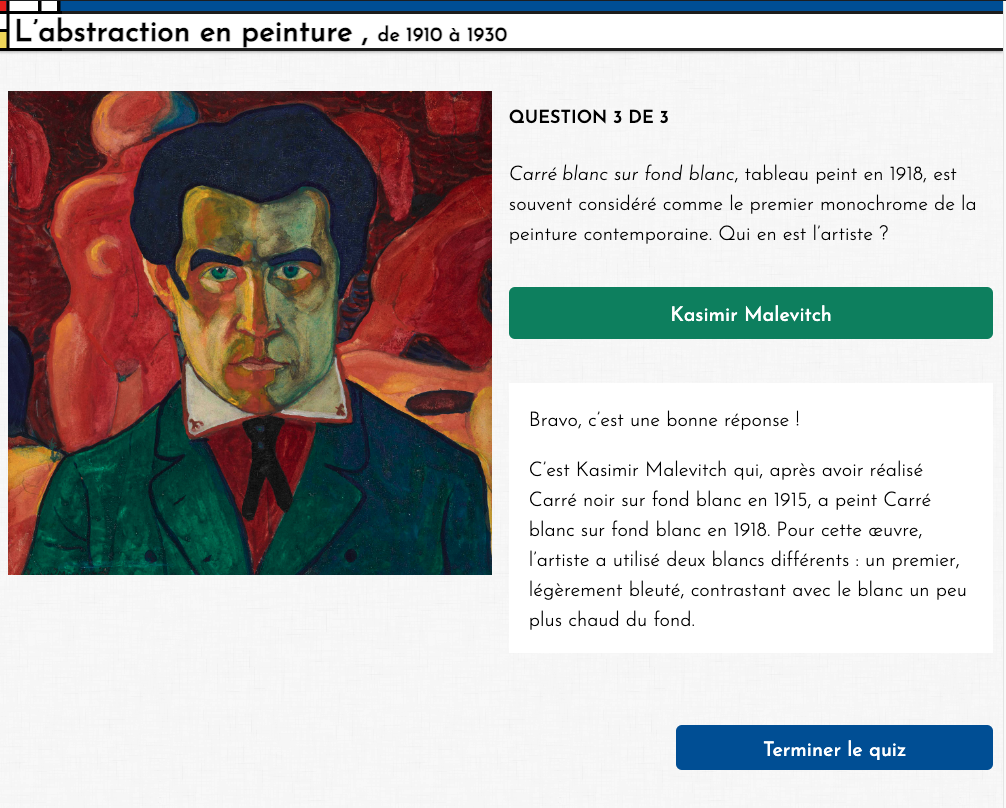 L'abstraction en peinture , de 1910 à 1930
QUESTION 3 DE 3
Carré blanc sur fond blanc, tableau peint en 1918, est
souvent considéré comme le premier monochrome de la
peinture contemporaine. Qui en est l'artiste ?
Kasimir Malevitch
Bravo, c'est une bonne réponse !
C'est Kasimir Malevitch qui, après avoir réalisé
Carré noir sur fond blanc en 1915, a peint Carré
blanc sur fond blanc en 1918. Pour cette œuvre,
l'artiste a utilisé deux blancs différents : un premier,
légèrement bleuté, contrastant avec le blanc un peu
plus chaud du fond.
Terminer le quiz